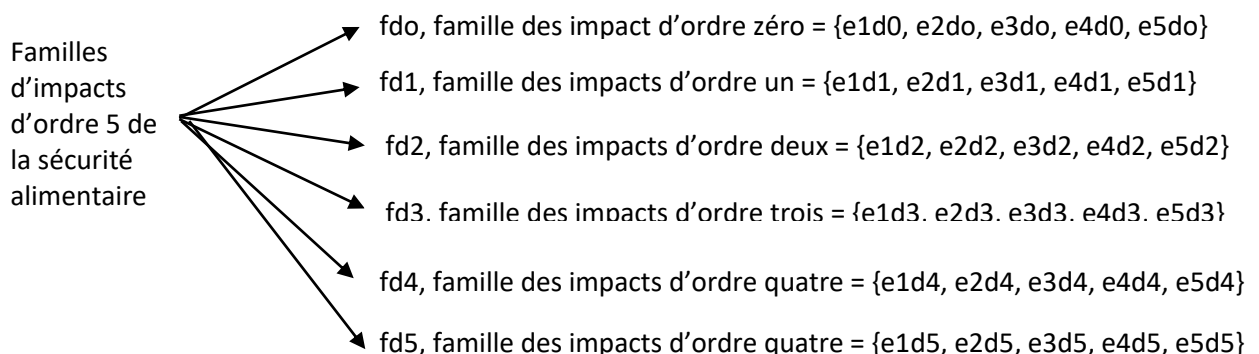 Familles
d’impacts
d’ordre 5 de
la sécurité
alimentaire
fdo, famille des impact d’ordre zéro = {e1d0, e2do, e3do, e4d0, e5do}
fd1, famille des impacts d’ordre un = {e1d1, e2d1, e3d1, e4d1, e5d1}
fd2, famille des impacts d’ordre deux = {e1d2, e2d2, e3d2, e4d2, e5d2}
fd3, famille des impacts d’ordre trois = {e1d3, e2d3, e3d3, e4d3, e5d3}
fd4, famille des impacts d’ordre quatre = {e1d4, e2d4, e3d4, e4d4, e5d4}
fd5, famille des impacts d’ordre quatre = {e1d5, e2d5, e3d5, e4d5, e5d5}